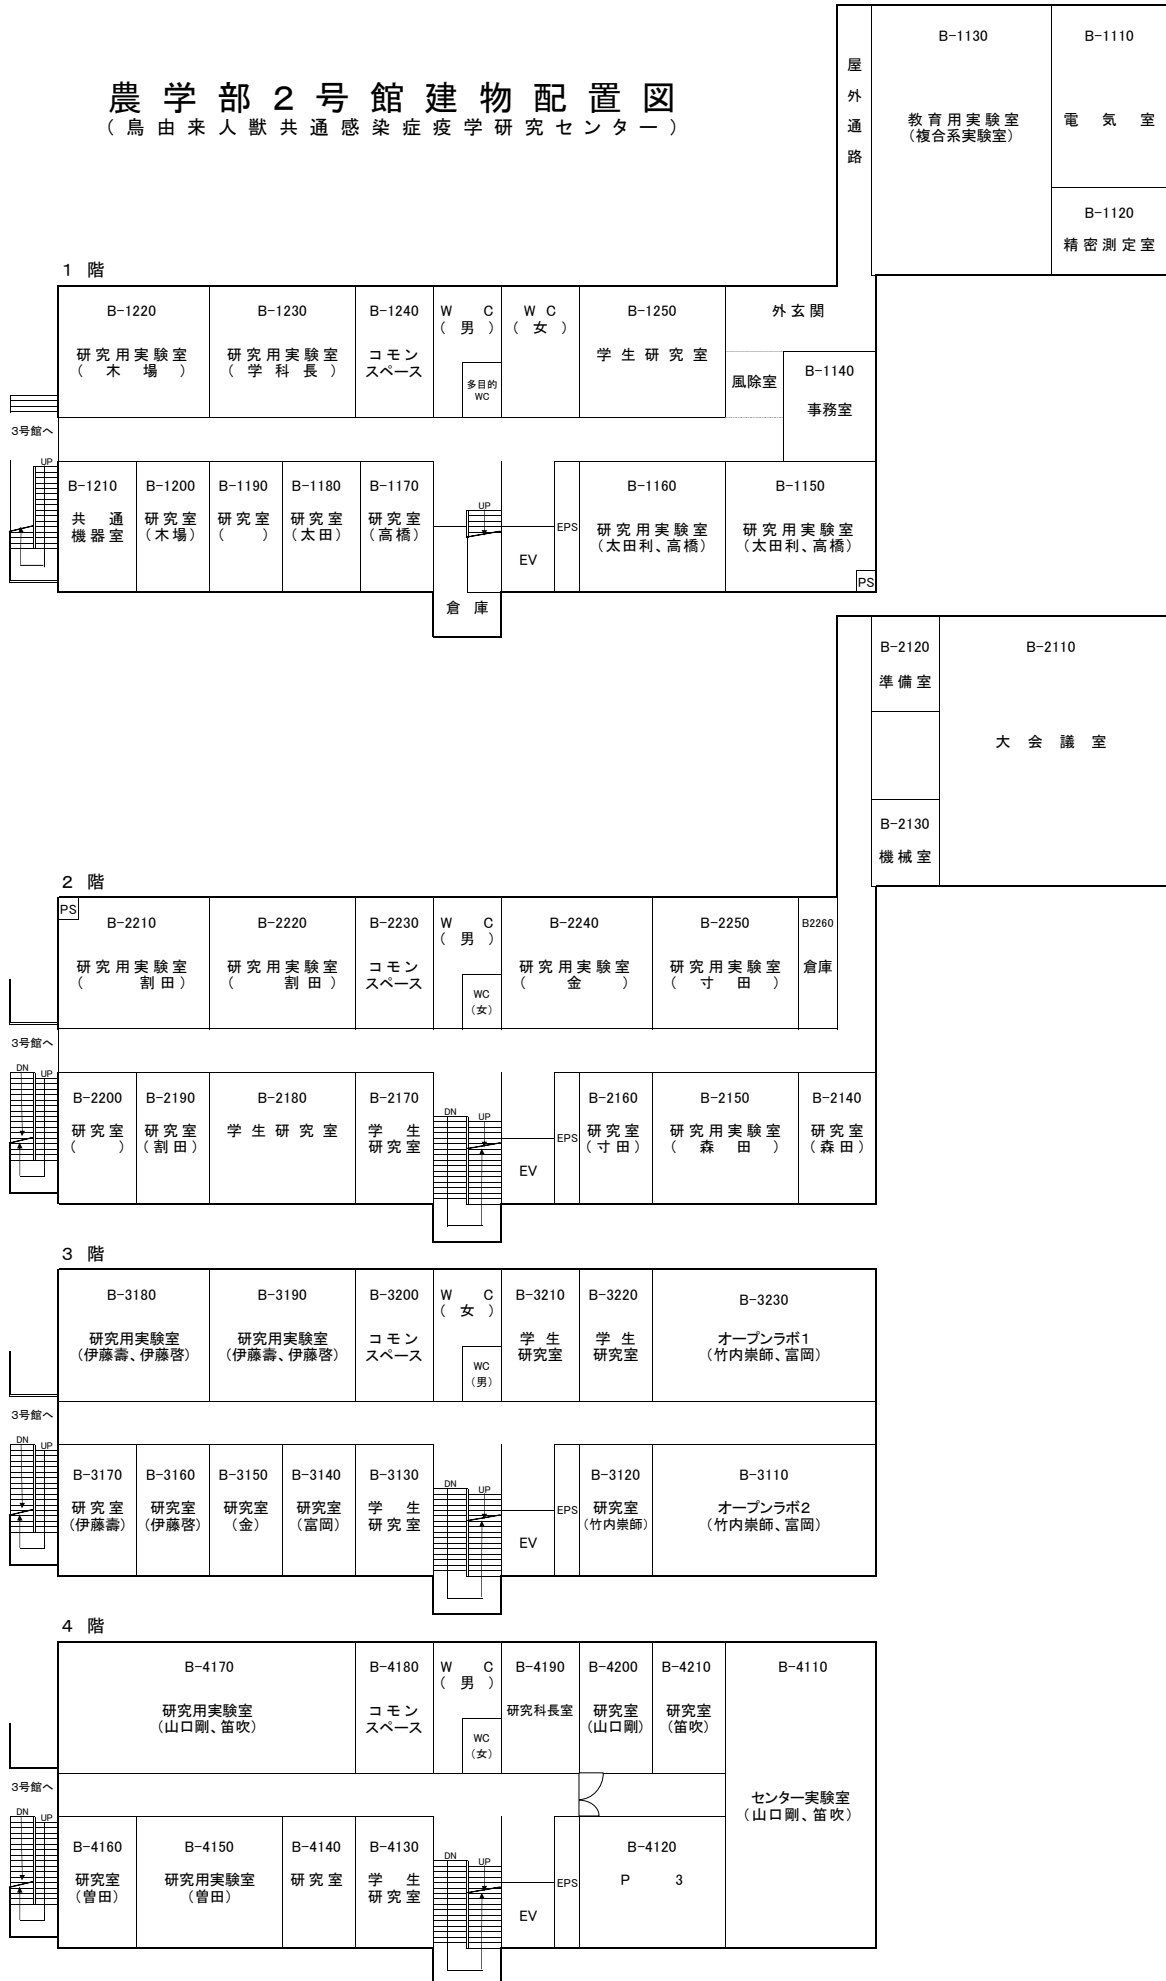 農学部２号館建物配置図
（鳥由来人獣共通感染症疫学研究センター）
屋外通路
B-1130
教育用実験室
（複合系実験室）
B-1110
電気室
B-1120
精密測定室
１階
B-1220
研究用実験室
（木場）
B-1230
研究用実験室
（学科長）
B-1240
コモン
スペース
WC
（男）
多目的
WC
WC
（女）
B-1250
学生研究室
外玄関
風除室
B-1140
事務室
3号館へ
UP
B-1210
共通
機器室
B-1200
研究室
（木場）
B-1190
研究室
（　）
B-1180
研究室
（太田）
B-1170
研究室
（高橋）
UP
倉庫
EV
EPS
B-1160
研究用実験室
（太田利、高橋）
B-1150
研究用実験室
（太田利、高橋）
PS
B-2120
準備室
B-2110
大会議室
B-2130
機械室
２階
PS
B-2210
研究用実験室
（割田）
B-2220
研究用実験室
（割田）
B-2230
コモン
スペース
WC
（男）
WC
（女）
B-2240
研究用実験室
（金）
B-2250
研究用実験室
（寸田）
B2260
倉庫
3号館へ
DN
UP
B-2200
研究室
（　）
B-2190
研究室
（割田）
B-2180
学生研究室
B-2170
学生
研究室
DN
UP
EV
EPS
B-2160
研究室
（寸田）
B-2150
研究用実験室
（森田）
B-2140
研究室
（森田）
３階
B-3180
研究用実験室
（伊藤壽、伊藤啓）
B-3190
研究用実験室
（伊藤壽、伊藤啓）
B-3200
コモン
スペース
WC
（女）
WC
（男）
B-3210
学生
研究室
B-3220
学生
研究室
B-3230
オープンラボ1
（竹内崇師、富岡）
3号館へ
DN
UP
B-3170
研究室
（伊藤壽）
B-3160
研究室
（伊藤啓）
B-3150
研究室
（金）
B-3140
研究室
（富岡）
B-3130
学生
研究室
DN
UP
EV
EPS
B-3120
研究室
（竹内崇師）
B-3110
オープンラボ2
（竹内崇師、富岡）
４階
B-4170
研究用実験室
（山口剛、笛吹）
B-4180
コモン
スペース
WC
（男）
WC
（女）
B-4190
研究科長室
B-4200
研究室
（山口剛）
B-4210
研究室
（笛吹）
B-4110
センター実験室
（山口剛、笛吹）
3号館へ
DN
UP
B-4160
研究室
（曽田）
B-4150
研究用実験室
（曽田）
B-4140
研究室
B-4130
学生
研究室
DN
UP
EV
EPS
B-4120
P 3